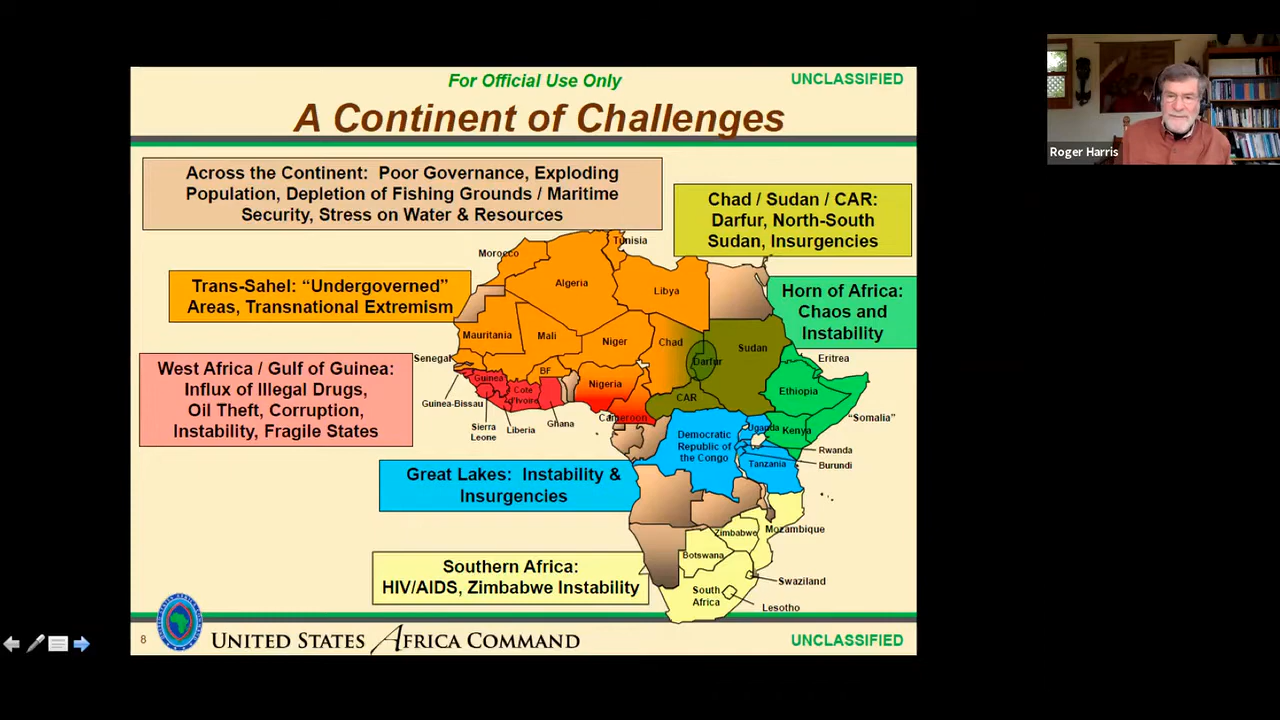 For Official Use Only
UNCLASSIFIED
A Continent of Challenges
Roger Harris
Across the Continent: Poor Governance, Exploding
Population, Depletion of Fishing Grounds / Maritime
Security, Stress on Water & Resources
Chad / Sudan / CAR:
Darfur, North-South
Sudan, Insurgencies
Trans-Sahel: “Undergoverned”
Areas, Transnational Extremism
Horn of Africa:
Chaos and
Instability
West Africa / Gulf of Guinea:
Influx of Illegal Drugs,
Oil Theft, Corruption,
Instability, Fragile States
Great Lakes: Instability &
Insurgencies
Southern Africa:
HIV/AIDS, Zimbabwe Instability
Tunisia
Morocco
Algeria
Libya
Mauritania
Mali
Niger
Chad
Sudan
Darfur
Senegal
Eritrea
BF
Guinea
Nigeria
Cote
d'Ivoire
CAR
Ethiopia
Guinea-Bissau
Sierra
Leone
Liberia
Ghana
Cameroon
“Somalia”
Democratic
Republic of
the Congo
Uganda
Kenya
Rwanda
Burundi
Tanzania
Mozambique
Zimbabwe
Botswana
South
Africa
Swaziland
Lesotho
8
UNITED STATES AFRICA COMMAND
UNCLASSIFIED